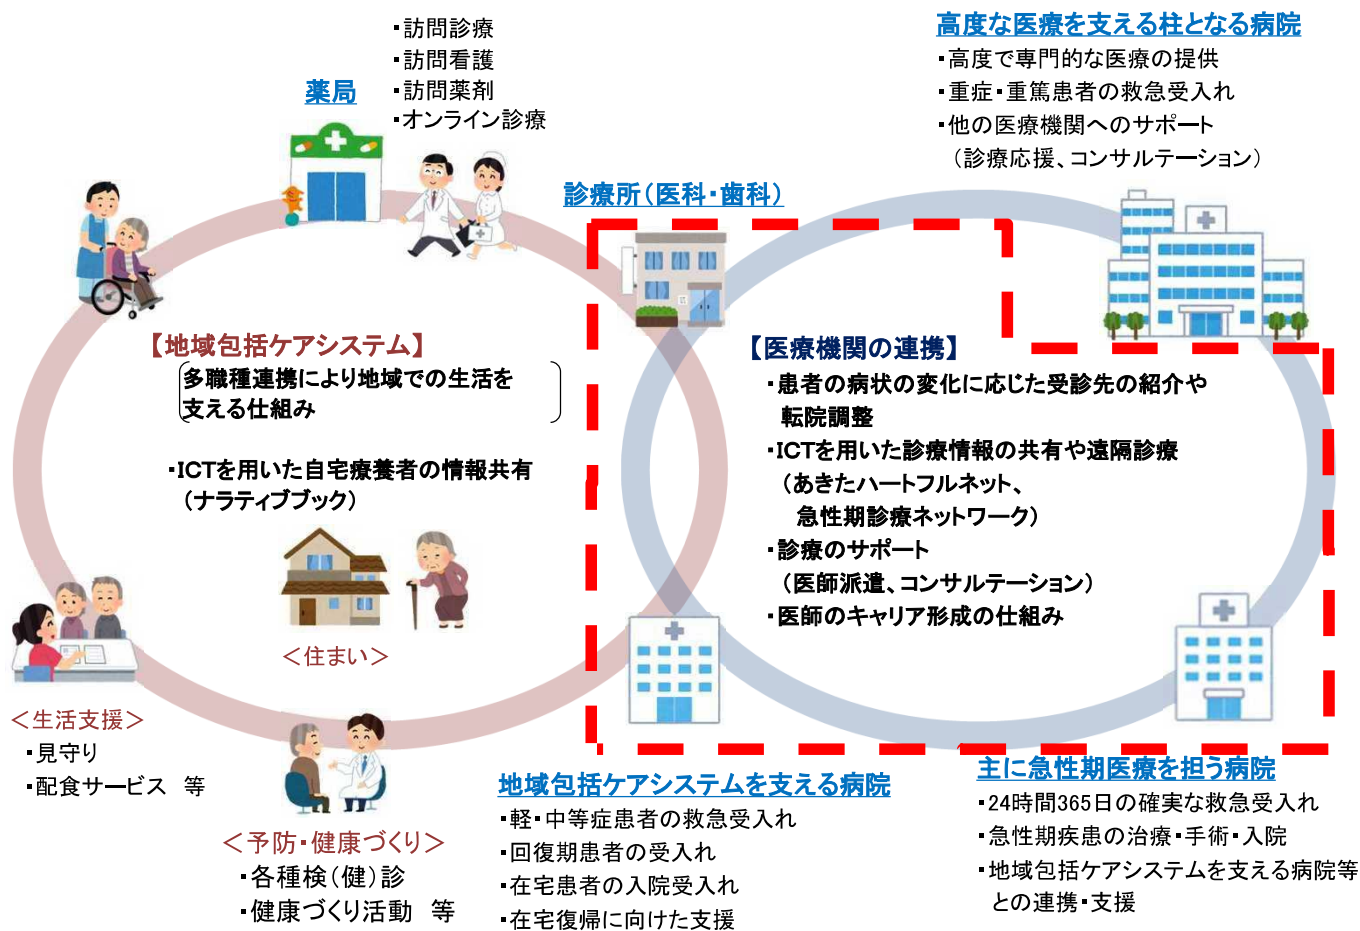 ・訪問診療
・訪問看護
・訪問薬剤
・オンライン診療
薬局
高度な医療を支える柱となる病院
・高度で専門的な医療の提供
・重症・重篤患者の救急受入れ
・他の医療機関へのサポート
（診療応援、コンサルテーション）
診療所（医科・歯科）
【地域包括ケアシステム】
多職種連携により地域での生活を
支える仕組み
・ICTを用いた自宅療養者の情報共有
（ナラティブブック）
＜住まい＞
【医療機関の連携】
・患者の病状の変化に応じた受診先の紹介や
転院調整
・ICTを用いた診療情報の共有や遠隔診療
（あきたハートフルネット、
急性期診療ネットワーク）
・診療のサポート
（医師派遣、コンサルテーション）
・医師のキャリア形成の仕組み
＜生活支援＞
・見守り
・配食サービス　等
＜予防・健康づくり＞
・各種検（健）診
・健康づくり活動　等
地域包括ケアシステムを支える病院
・軽・中等症患者の救急受入れ
・回復期患者の受入れ
・在宅患者の入院受入れ
・在宅復帰に向けた支援
主に急性期医療を担う病院
・24時間365日の確実な救急受入れ
・急性期疾患の治療・手術・入院
・地域包括ケアシステムを支える病院等
との連携・支援